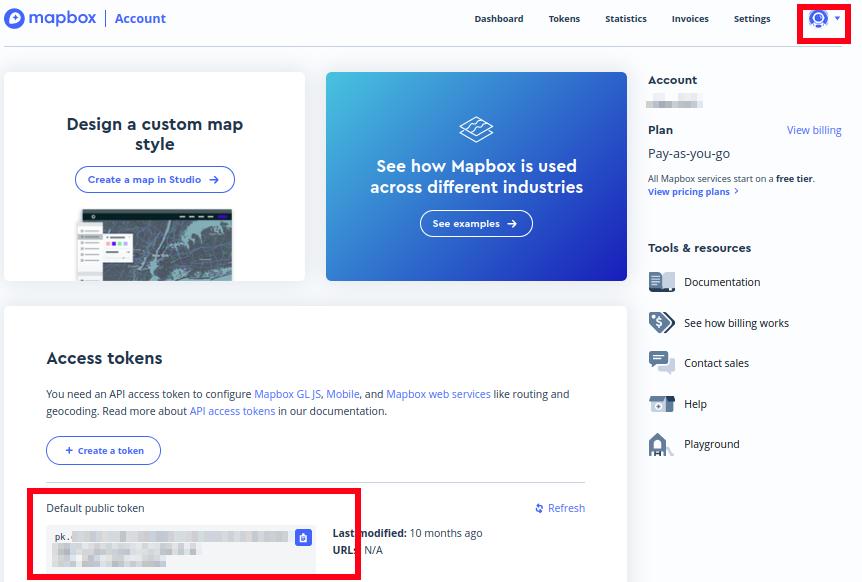 mapbox | Account
Dashboard Tokens Statistics Invoices Settings
Design a custom map
style
Create a map in Studio →
See how Mapbox is used
across different industries
See examples →
Account
Plan View billing
Pay-as-you-go
All Mapbox services start on a free tier.
View pricing plans >
Tools & resources
Documentation
See how billing works
Contact sales
Help
Playground
Access tokens
You need an API access token to configure Mapbox GL JS, Mobile, and Mapbox web services like routing and
geocoding. Read more about API access tokens in our documentation.
+ Create a token
Default public token
Refresh
pk.
Last modified: 10 months ago
URLs: N/A